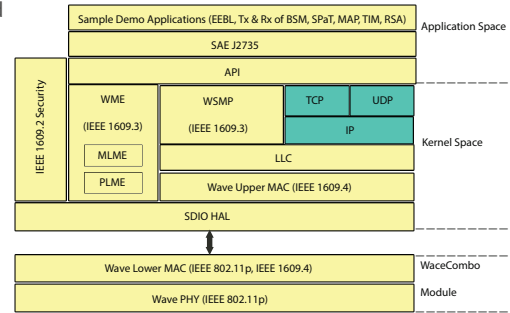 Sample Demo Applications (EEBL, Tx & Rx of BSM, SPaT, MAP, TIM, RSA)
Application Space
SAE J2735
API
IEEE 1609.2 Security
WME
(IEEE 1609.3)
MLME
PLME
WSMP
(IEEE 1609.3)
TCP
UDP
IP
LLC
Kernel Space
Wave Upper MAC (IEEE 1609.4)
SDIO HAL
Wave Lower MAC (IEEE 802.11p, IEEE 1609.4)
WaceCombo
Wave PHY (IEEE 802.11p)
Module